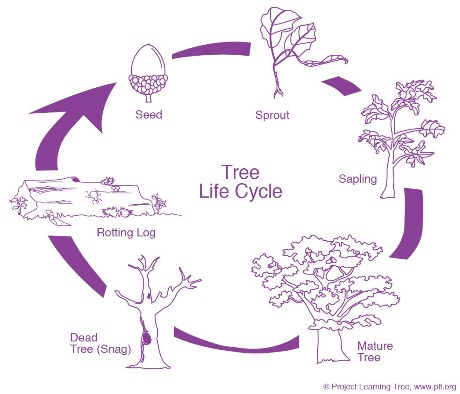 Seed
Sprout
Tree
Life Cycle
Sapling
Rotting Log
Dead
Tree (Snag)
Mature
Tree
© Project Learning Tree, www.plt.org